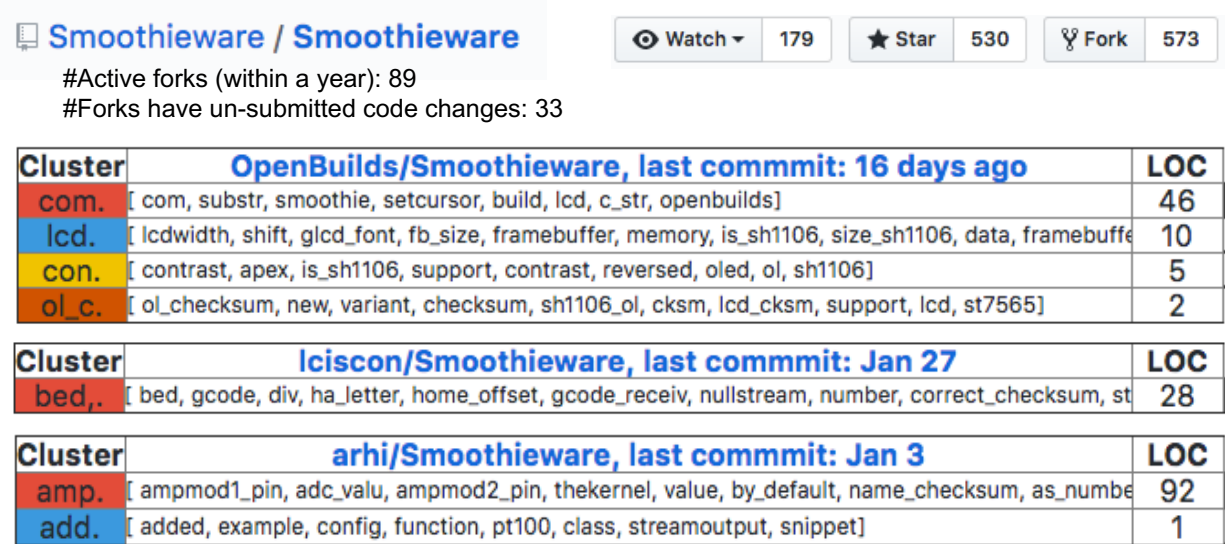 Smoothieware / Smoothieware Watch 179 Star 530 Fork 573
#Active forks (within a year): 89
#Forks have un-submitted code changes: 33
Cluster OpenBuilds/Smoothieware, last commmit: 16 days ago LOC
com. [ com, substr, smoothie, setcursor, build, lcd, c_str, openbuilds] 46
lcd. [ lcdwidth, shift, glcd_font, fb_size, framebuffer, memory, is_sh1106, size_sh1106, data, framebuffe 10
con. [ contrast, apex, is_sh1106, support, contrast, reversed, oled, ol, sh1106] 5
ol_c. [ ol_checksum, new, variant, checksum, sh1106_ol, cksm, lcd_cksm, support, lcd, st7565] 2
Cluster lciscon/Smoothieware, last commmit: Jan 27 LOC
bed,. [ bed, gcode, div, ha_letter, home_offset, gcode_receiv, nullstream, number, correct_checksum, st 28
Cluster arhi/Smoothieware, last commmit: Jan 3 LOC
amp. [ ampmod1_pin, adc_valu, ampmod2_pin, thekernel, value, by_default, name_checksum, as_numbe 92
add. [ added, example, config, function, pt100, class, streamoutput, snippet] 1